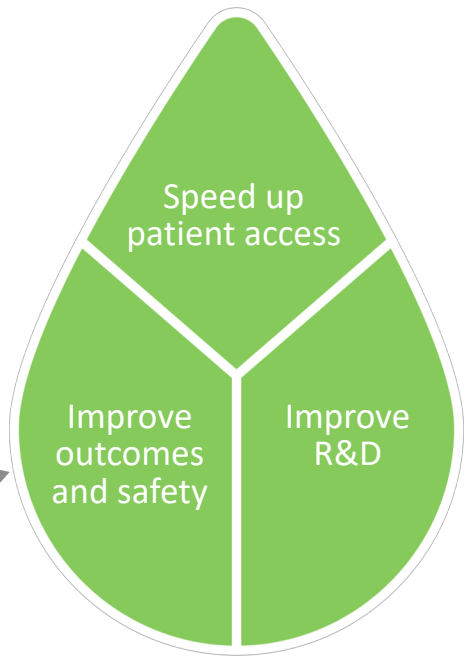 Speed up
patient access
Improve
outcomes
and safety
Improve
R&D